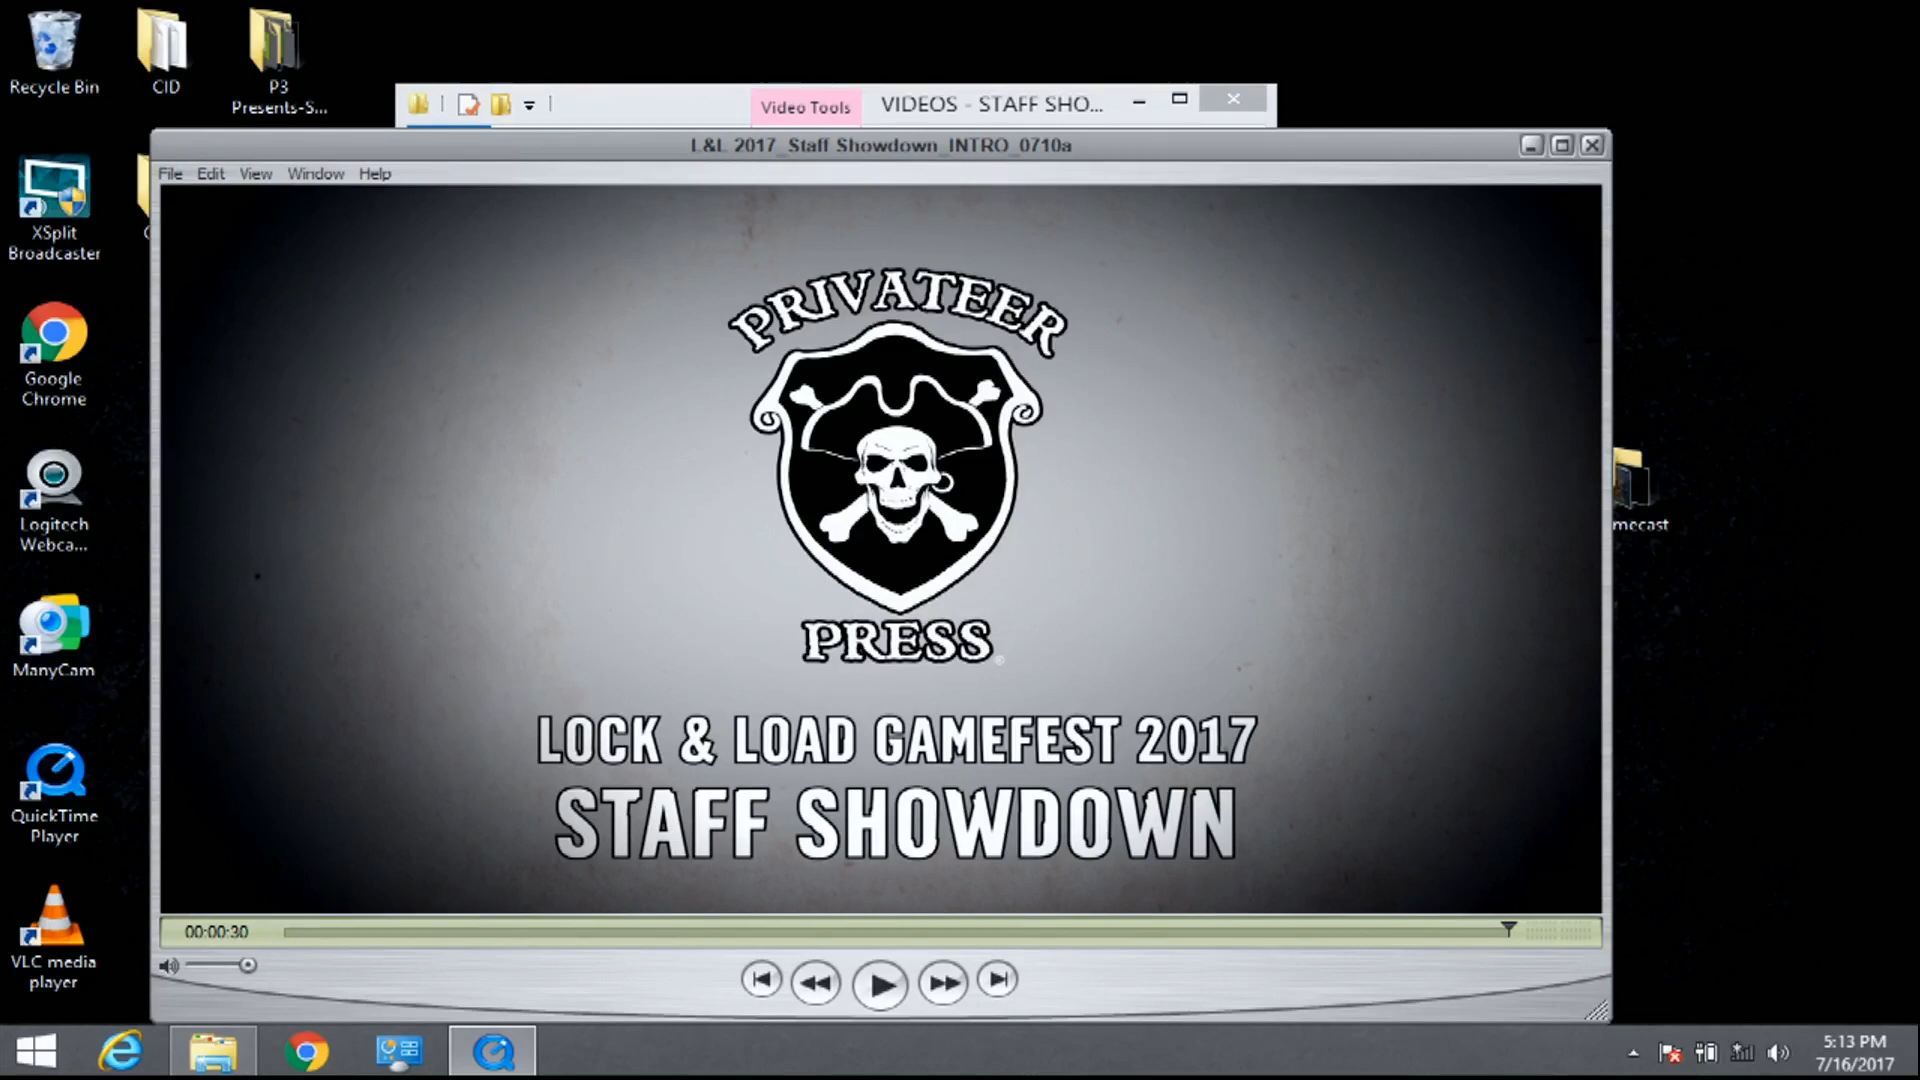 Recycle Bin
CID
P3
Presents-S...
Video Tools
VIDEOS - STAFF SHO...
L&L 2017_Staff Showdown_INTRO_0710a
File Edit View Window Help
XSplit
Broadcaster
Google
Chrome
Logitech
Webca...
ManyCam
QuickTime
Player
VLC media
player
mecast
PRIVATEER
PRESS
LOCK & LOAD GAMEFEST 2017
STAFF SHOWDOWN
00:00:30
5:13 PM
7/16/2017